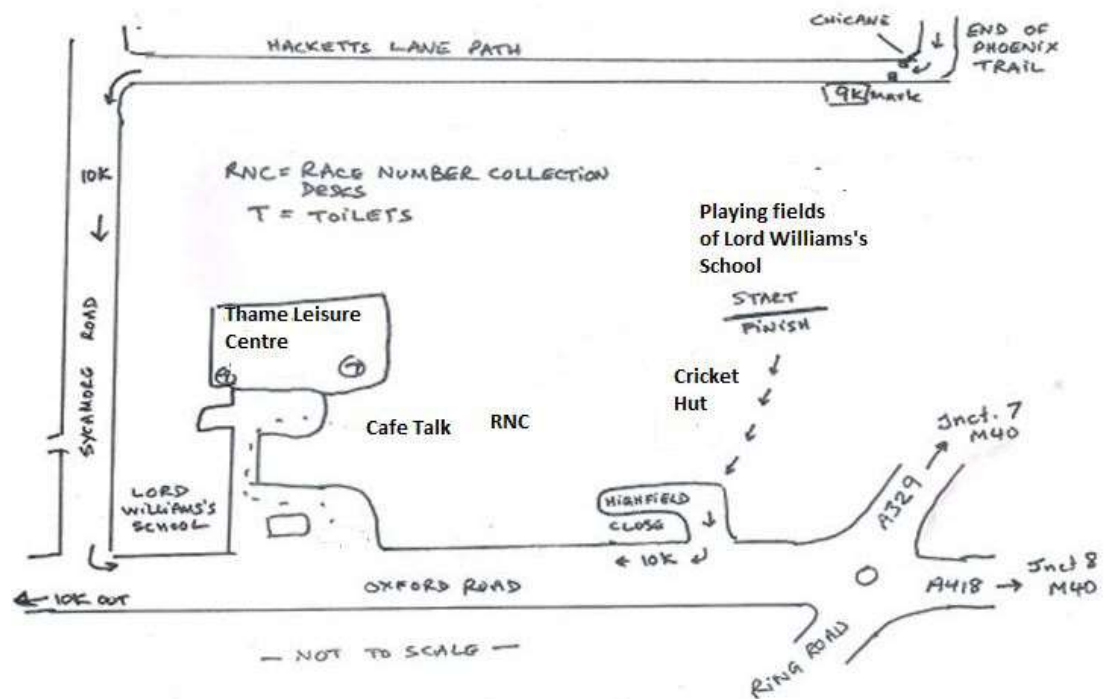 CHICANE
END OF
PHOENIX
TRAIL
HACKETTS LANE PATH
9K mark
10K
RNC = RACE NUMBER COLLECTION
DESKS
T = TOILETS
Playing fields
of Lord Williams's
School
START
FINISH
SYCAMORE ROAD
Thame Leisure
Centre
T
Cricket
Hut
Cafe Talk
RNC
Jnct. 7
M40
A329
LORD
WILLIAMS'S
SCHOOL
HIGHFIELD
CLOSE
10K
10K OUT
OXFORD ROAD
A418
Jnct 8
M40
RING ROAD
- NOT TO SCALE -